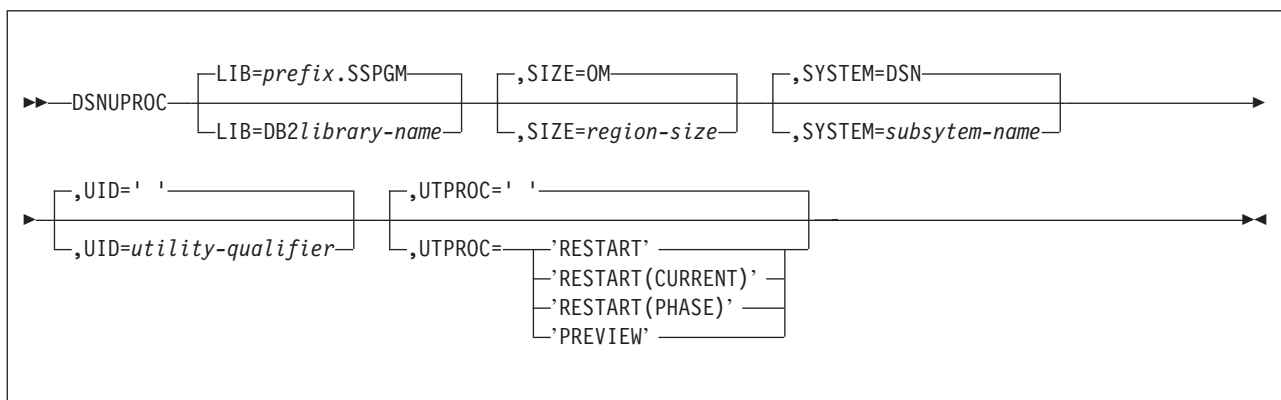 LIB=prefix.SSPGM ,SIZE=OM ,SYSTEM=DSN
DSNUPROC
LIB=DB2library-name ,SIZE=region-size ,SYSTEM=subsytem-name
,UID=' ' ,UTPROC=' '
,UID=utility-qualifier ,UTPROC= 'RESTART'
'RESTART(CURRENT)'
'RESTART(PHASE)'
'PREVIEW'